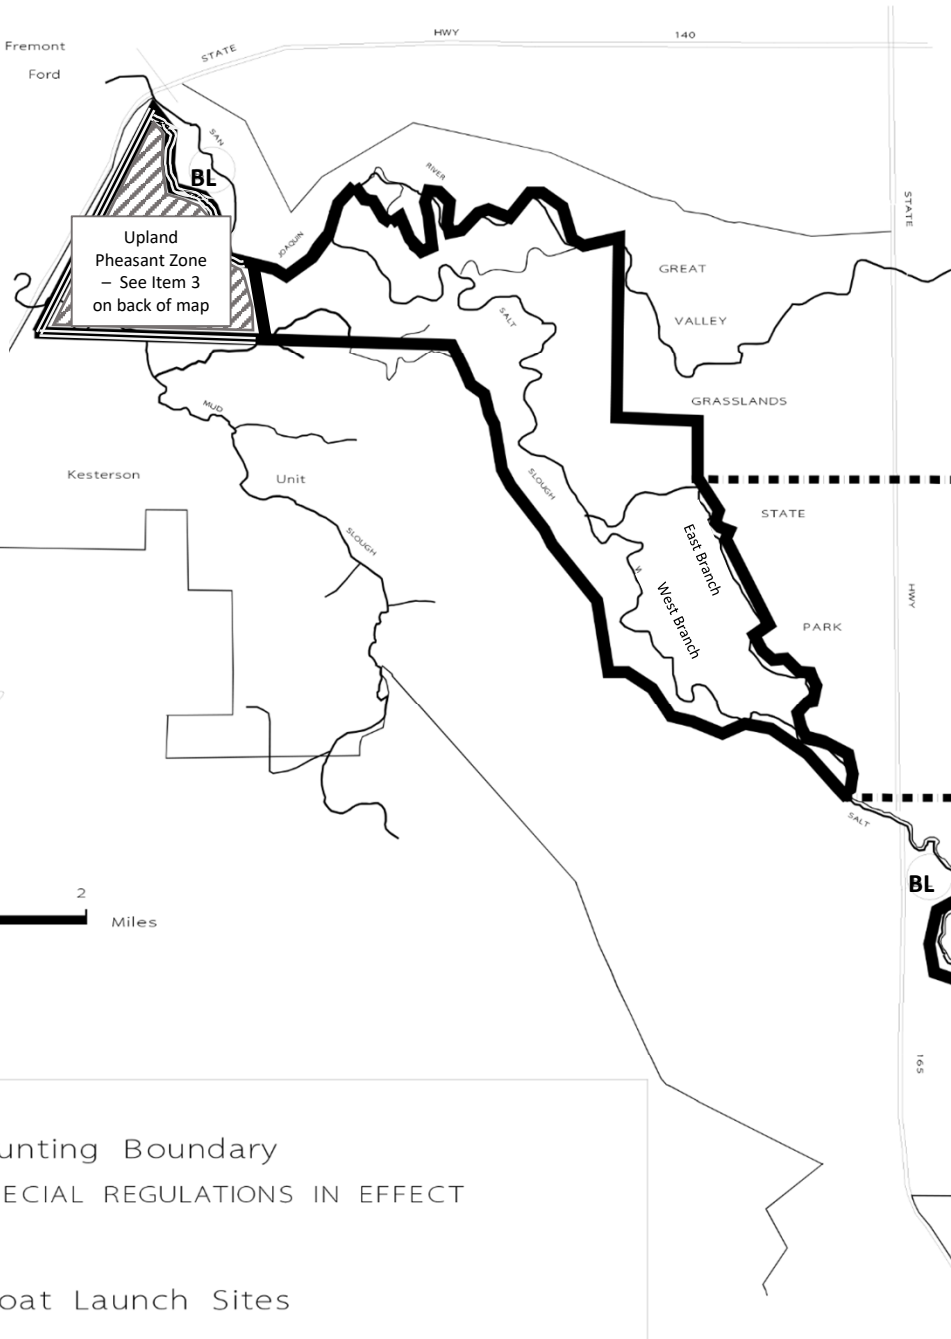 HWY
140
STATE
Fremont
Ford
SAN
BL
RIVER
STATE
Upland
Pheasant Zone
– See Item 3
on back of map
JOAQUIN
GREAT
SALT
VALLEY
GRASSLANDS
MUD
Kesterson
Unit
SLOUGH
STATE
SLOUGH
East Branch
HWY
West Branch
PARK
SALT
BL
2
Miles
165
unting Boundary
ECIAL REGULATIONS IN EFFECT
oat Launch Sites